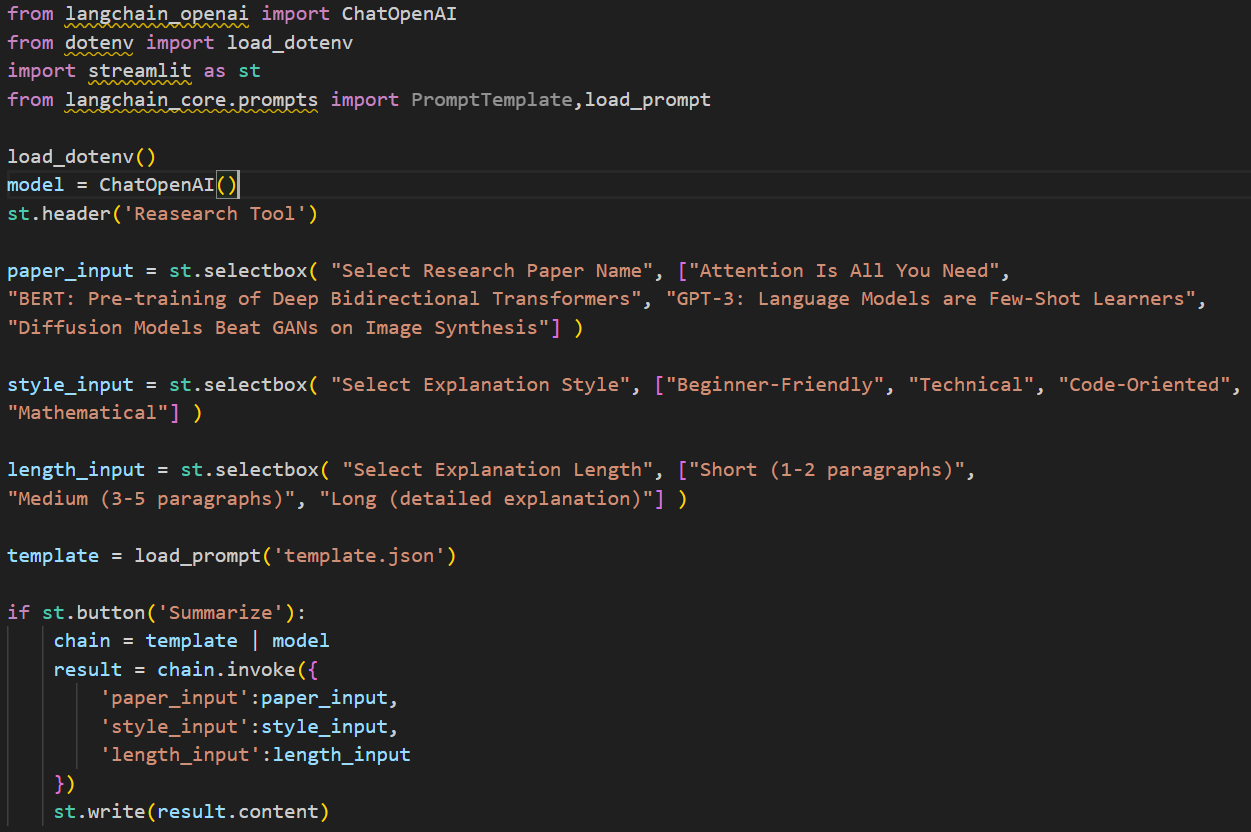 from langchain_openai import ChatOpenAI
from dotenv import load_dotenv
import streamlit as st
from langchain_core.prompts import PromptTemplate,load_prompt

load_dotenv()
model = ChatOpenAI()
st.header('Reasearch Tool')

paper_input = st.selectbox( "Select Research Paper Name", ["Attention Is All You Need",
"BERT: Pre-training of Deep Bidirectional Transformers", "GPT-3: Language Models are Few-Shot Learners",
"Diffusion Models Beat GANs on Image Synthesis"] )

style_input = st.selectbox( "Select Explanation Style", ["Beginner-Friendly", "Technical", "Code-Oriented",
"Mathematical"] )

length_input = st.selectbox( "Select Explanation Length", ["Short (1-2 paragraphs)",
"Medium (3-5 paragraphs)", "Long (detailed explanation)"] )

template = load_prompt('template.json')

if st.button('Summarize'):
    chain = template | model
    result = chain.invoke({
        'paper_input':paper_input,
        'style_input':style_input,
        'length_input':length_input
    })
    st.write(result.content)